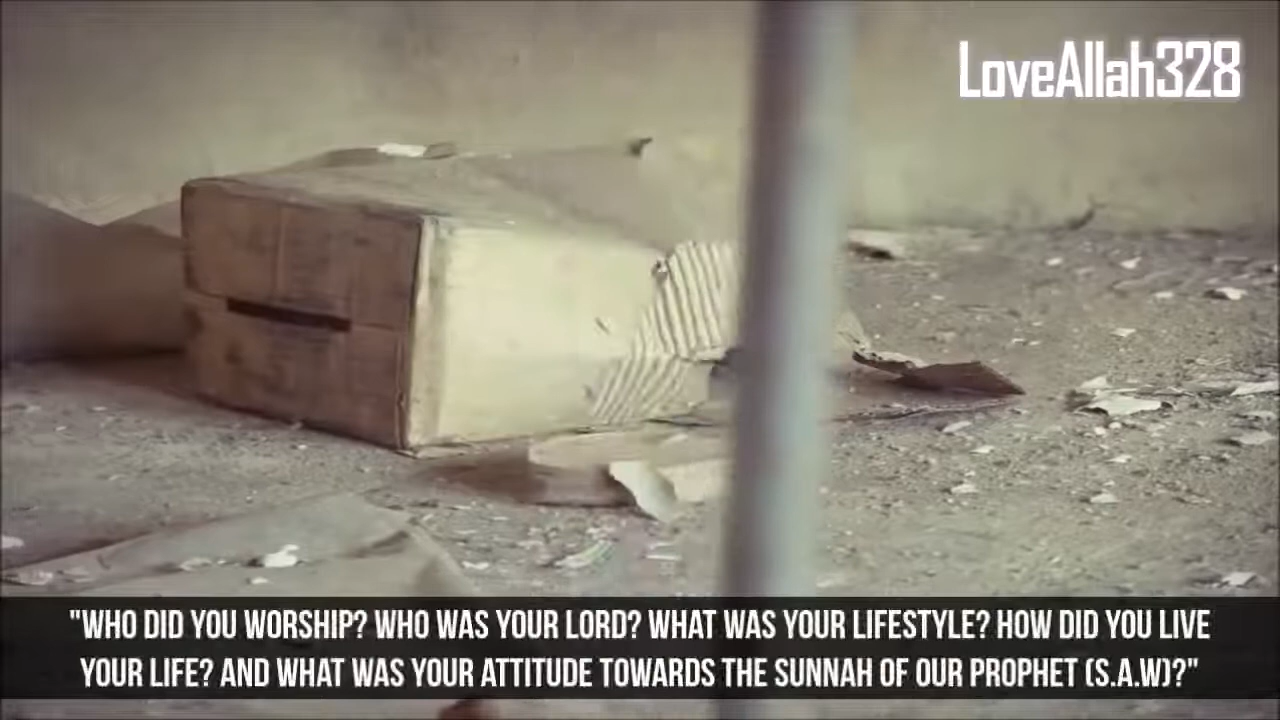 LoveAllah328
"WHO DID YOU WORSHIP? WHO WAS YOUR LORD? WHAT WAS YOUR LIFESTYLE? HOW DID YOU LIVE
YOUR LIFE? AND WHAT WAS YOUR ATTITUDE TOWARDS THE SUNNAH OF OUR PROPHET (S.A.W)?"